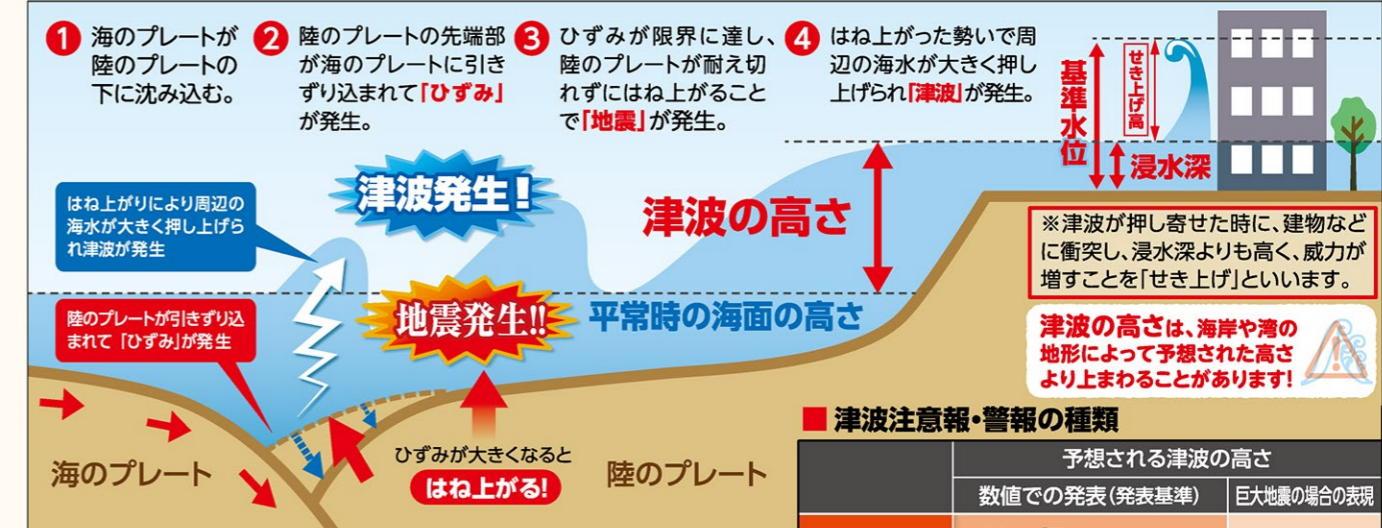 1 海のプレートが
陸のプレートの
下に沈み込む。
2 陸のプレートの先端部
が海のプレートに引き
ずり込まれて「ひずみ」
が発生。
3 ひずみが限界に達し、
陸のプレートが耐え切
れずにはね上がること
で「地震」が発生。
4 はね上がった勢いで周
辺の海水が大きく押し
上げられ「津波」が発生。
基準水位
せき上げ高
浸水深
津波発生!
はね上がりにより周辺の
海水が大きく押し上げら
れ津波が発生
津波の高さ
※津波が押し寄せた時に、建物など
に衝突し、浸水深よりも高く、威力が
増すことを「せき上げ」といいます。
地震発生!!
平常時の海面の高さ
陸のプレートが引きずり込
まれて「ひずみ」が発生
津波の高さは、海岸や湾の
地形によって予想された高さ
より上まわることがあります!
海のプレート
ひずみが大きくなると
はね上がる!
陸のプレート
■ 津波注意報・警報の種類
予想される津波の高さ
数値での発表(発表基準)
巨大地震の場合の表現